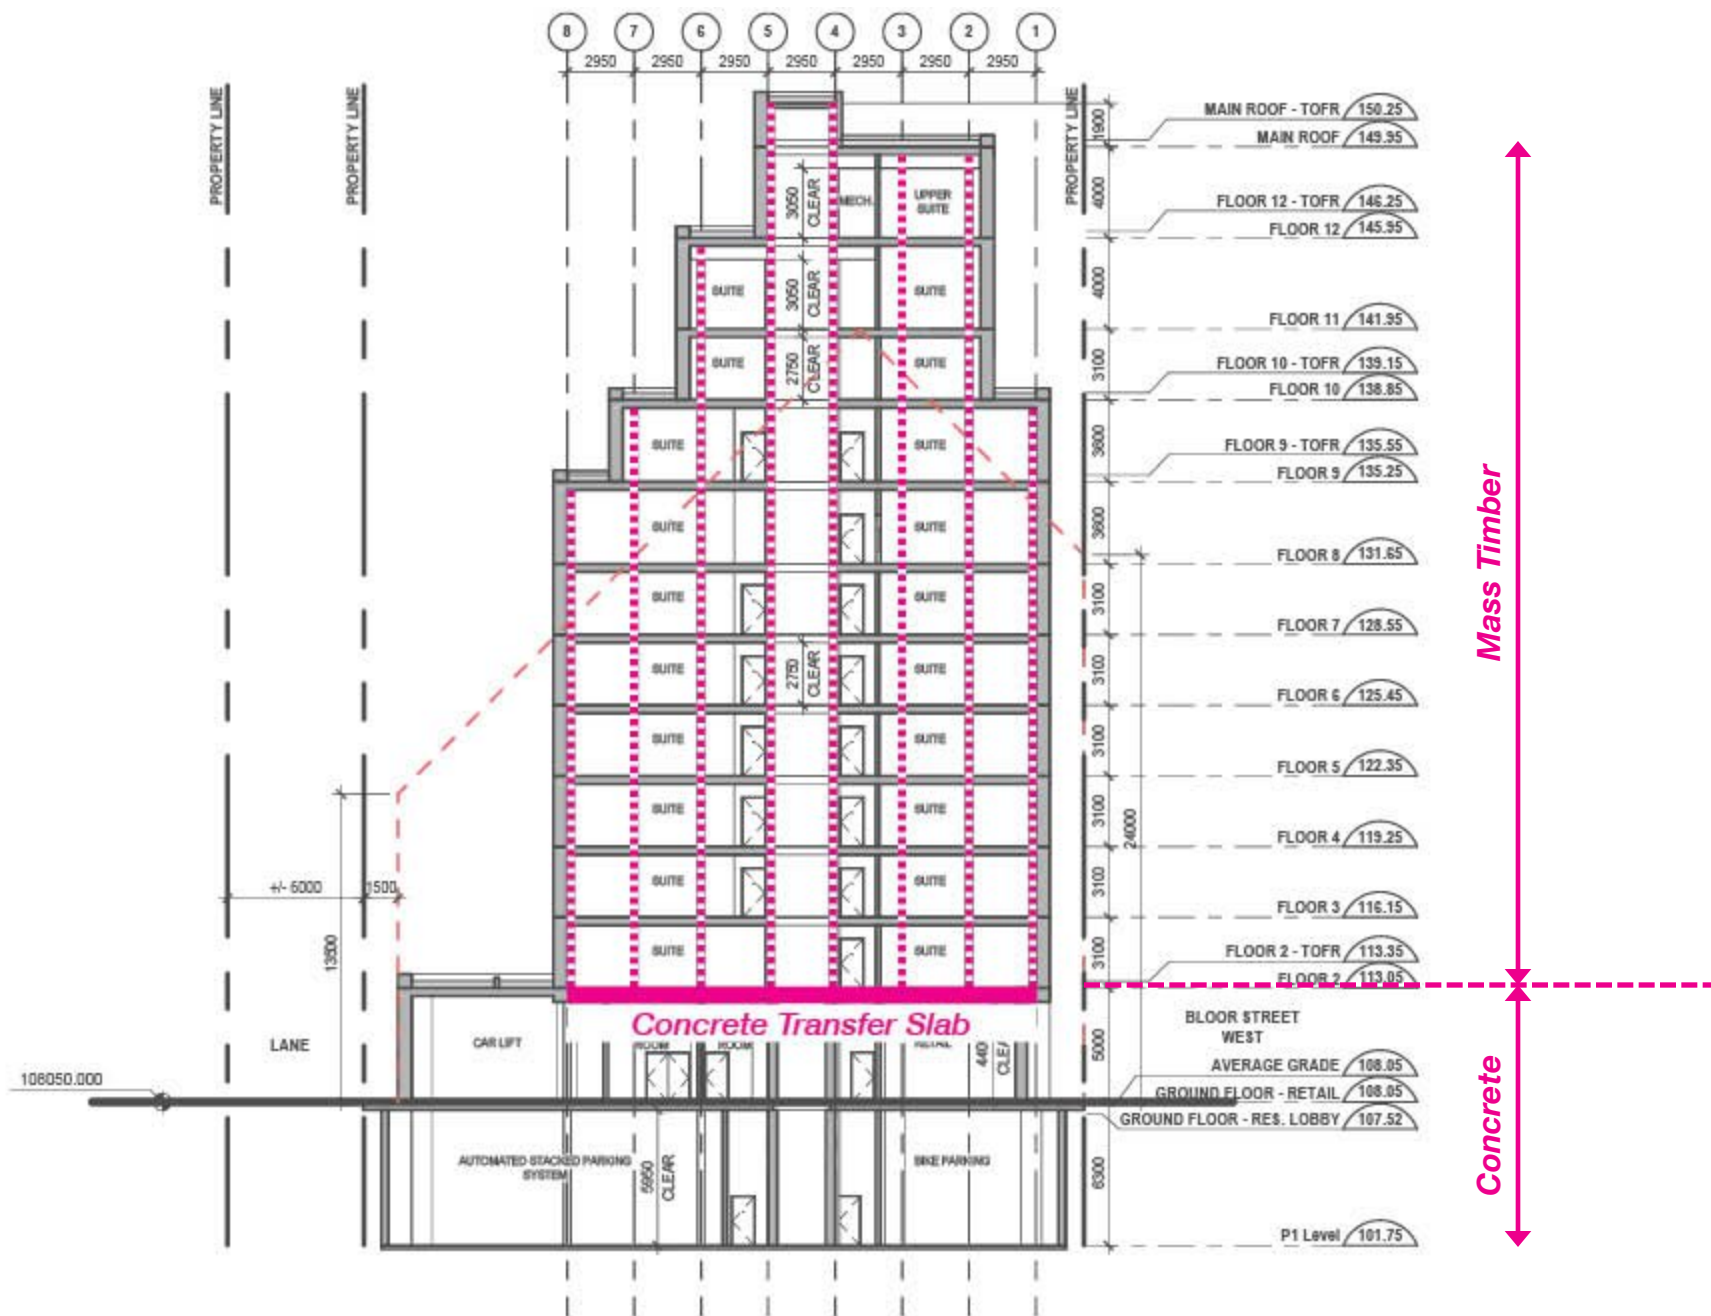 8 7 6 5 4 3 2 1
2950 2950 2950 2950 2950 2950 2950
PROPERTY LINE
PROPERTY LINE
PROPERTY LINE
1900
MAIN ROOF - TOFR 150.25
MAIN ROOF 149.95
4000
3050 CLEAR
MECH.
UPPER
SUITE
FLOOR 12 - TOFR 146.25
FLOOR 12 145.95
SUITE
3050 CLEAR
SUITE
4000
FLOOR 11 141.95
SUITE
2750 CLEAR
SUITE
3100
FLOOR 10 - TOFR 139.15
FLOOR 10 138.85
SUITE
SUITE
3600
FLOOR 9 - TOFR 135.55
FLOOR 9 135.25
SUITE
SUITE
3600
FLOOR 8 131.65
SUITE
SUITE
3100
FLOOR 7 128.55
SUITE
2750 CLEAR
SUITE
3100
FLOOR 6 125.45
SUITE
SUITE
3100
FLOOR 5 122.35
SUITE
SUITE
3100
24000
FLOOR 4 119.25
+/- 6000
1500
SUITE
SUITE
3100
FLOOR 3 116.15
13500
SUITE
SUITE
3100
FLOOR 2 - TOFR 113.35
FLOOR 2 113.05
Mass Timber
Concrete Transfer Slab
LANE
CAR LIFT
ROOM
ROOM
RETAIL
5000
BLOOR STREET
WEST
AVERAGE GRADE 108.05
GROUND FLOOR - RETAIL 108.05
GROUND FLOOR - RES. LOBBY 107.52
108050.000
AUTOMATED STACKED PARKING
SYSTEM
5950 CLEAR
BIKE PARKING
6300
P1 Level 101.75
Concrete